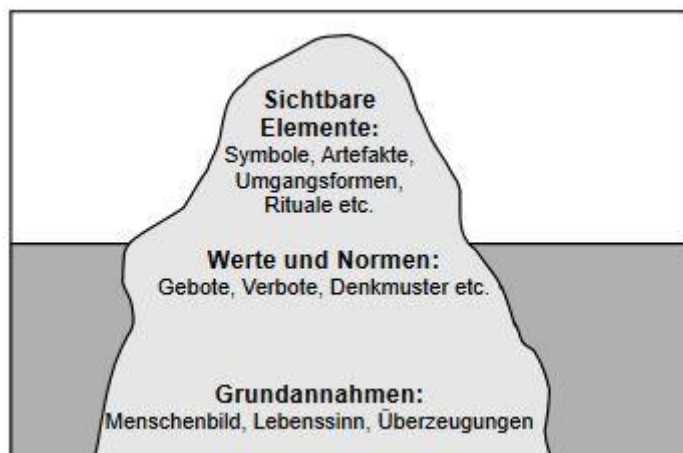 Sichtbare
Elemente:
Symbole, Artefakte,
Umgangsformen,
Rituale etc.
Werte und Normen:
Gebote, Verbote, Denkmuster etc.
Grundannahmen:
Menschenbild, Lebenssinn, Überzeugungen